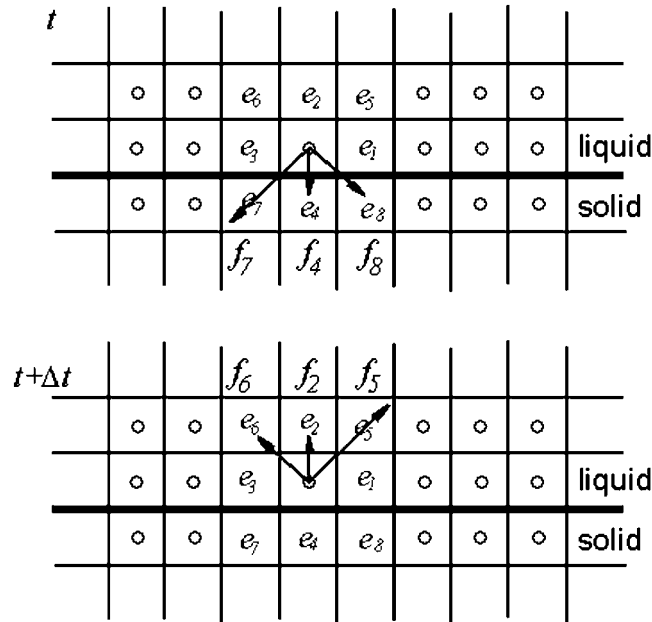 t
e6 e2 e5
e3 e1 liquid
e7 e4 e8 solid
f7 f4 f8
t+Δt f6 f2 f5
e6 e2 e5
e3 e1 liquid
e7 e4 e8 solid